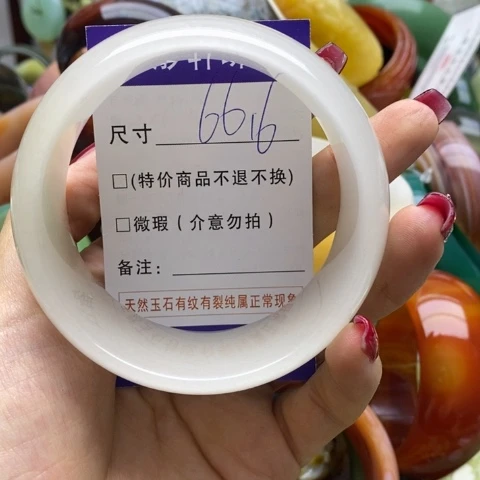 尺寸 66.16
□(特价商品不退不换)
□微瑕(介意勿拍)
备注:
天然玉石有纹有裂纯属正常现象